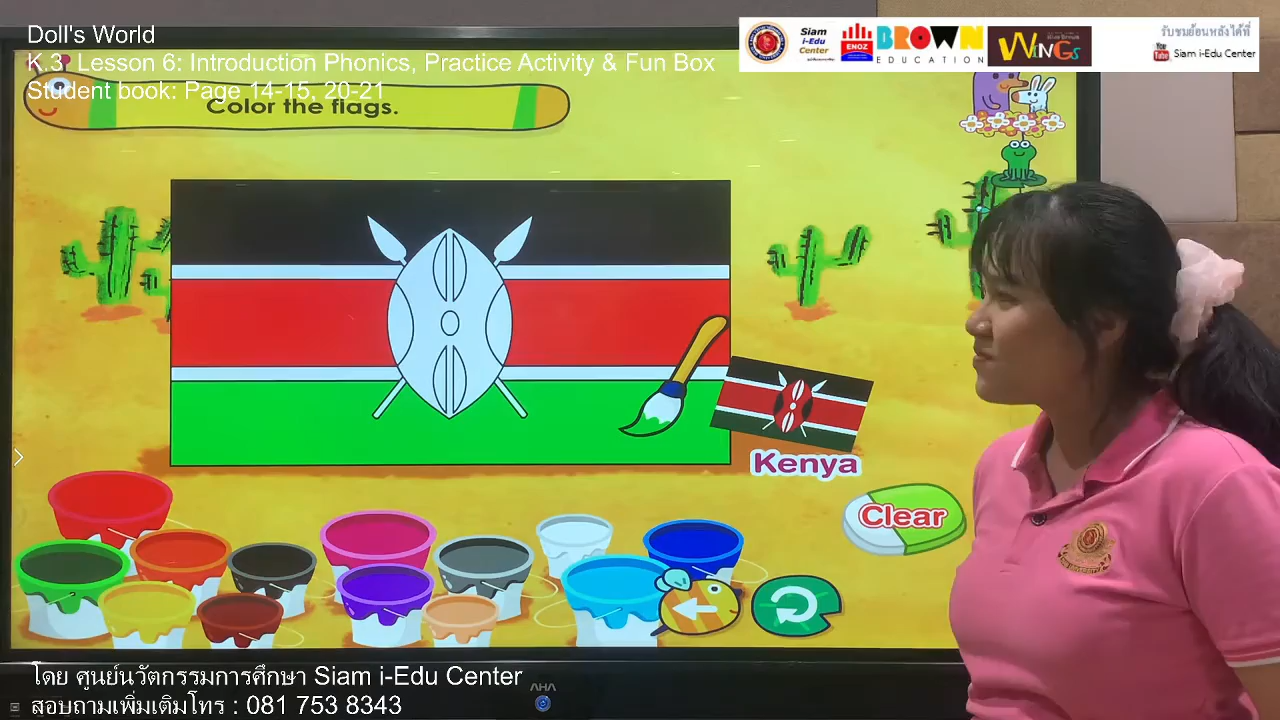 Doll's World
K.3 Lesson 6: Introduction Phonics, Practice Activity & Fun Box
Student book: Page 14-15, 20-21
Color the flags.
Siam
i-Edu
Center
ENOZ
BROWN
EDUCATION
WINGS
รับชมย้อนหลังได้ที่
You
Tube
Siam i-Edu Center
Kenya
Clear
โดย ศูนย์นวัตกรรมการศึกษา Siam i-Edu Center
สอบถามเพิ่มเติมโทร : 081 753 8343
AHA